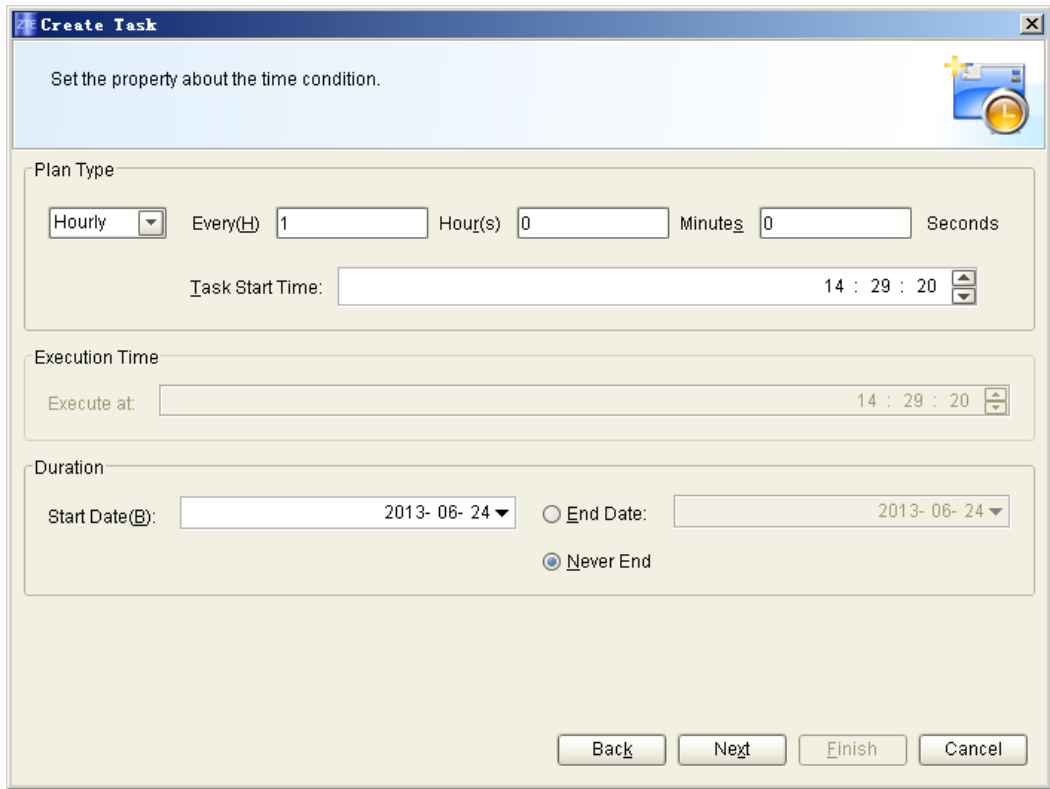 ZTE Create Task
Set the property about the time condition.
Plan Type
Hourly Every(H) 1 Hour(s) 0 Minutes 0 Seconds
Task Start Time: 14 : 29 : 20
Execution Time
Execute at: 14 : 29 : 20
Duration
Start Date(B): 2013- 06- 24 End Date: 2013- 06- 24
Never End
Back Next Finish Cancel